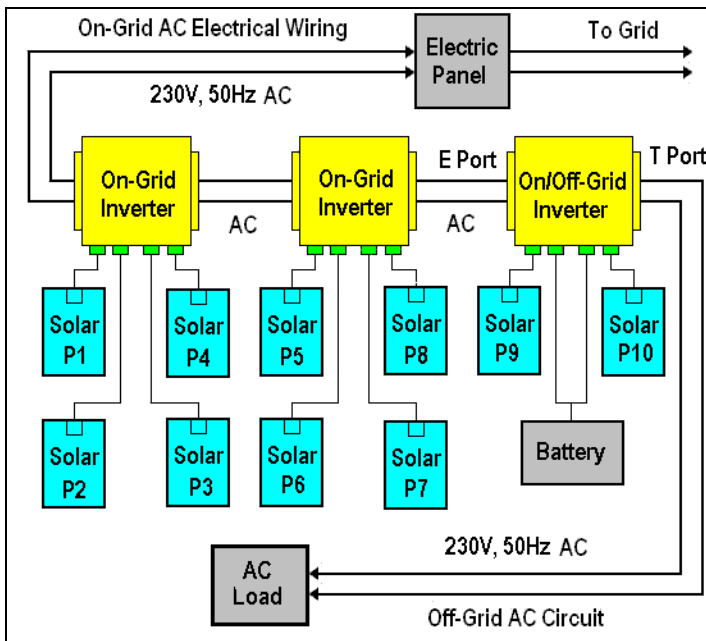 On-Grid AC Electrical Wiring
Electric
Panel
To Grid
230V, 50Hz AC
On-Grid
Inverter
AC
On-Grid
Inverter
E Port
AC
On/Off-Grid
Inverter
T Port
Solar
P1
Solar
P4
Solar
P5
Solar
P8
Solar
P9
Solar
P10
Solar
P2
Solar
P3
Solar
P6
Solar
P7
Battery
AC
Load
230V, 50Hz AC
Off-Grid AC Circuit